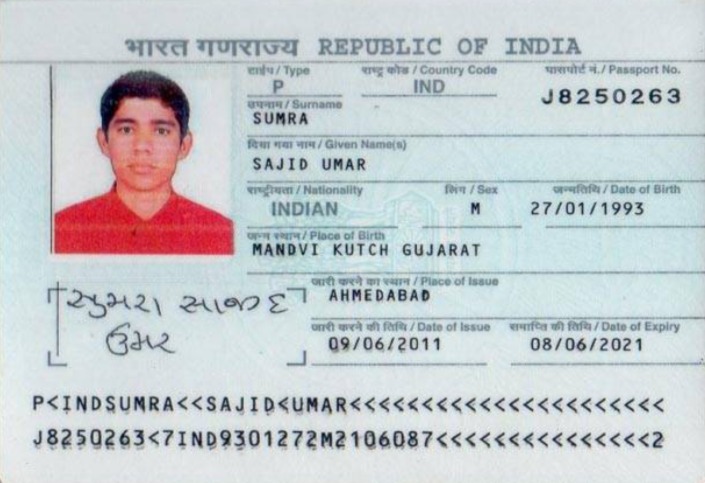 भारत गणराज्य REPUBLIC OF INDIA
टाईप / Type राष्ट्र कोड / Country Code पासपोर्ट नं. / Passport No.
P IND J8250263
उपनाम / Surname
SUMRA
दिया गया नाम / Given Name(s)
SAJID UMAR
राष्ट्रीयता / Nationality लिंग / Sex जन्मतिथि / Date of Birth
INDIAN M 27/01/1993
जन्म स्थान / Place of Birth
MANDVI KUTCH GUJARAT
जारी करने का स्थान / Place of Issue
AHMEDABAD
સુમરા સાજીદ
ઉમર
जारी करने की तिथि / Date of Issue समाप्ति की तिथि / Date of Expiry
09/06/2011 08/06/2021
P<INDSUMRA<<SAJID<UMAR<<<<<<<<<<<<<<<<<<<<<<
J8250263<7IND9301272M2106087<<<<<<<<<<<<<<<2